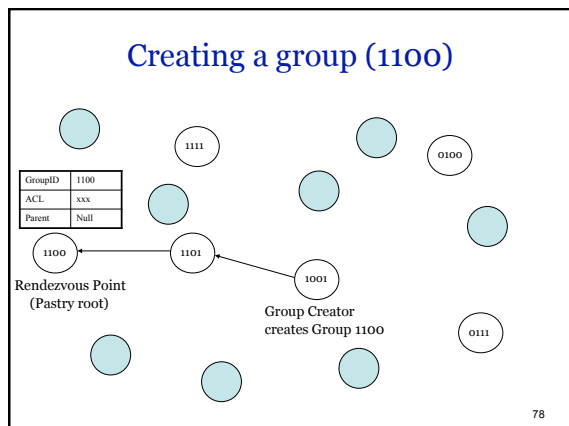 Creating a group (1100)
1111
0100
GroupID 1100
ACL xxx
Parent Null
1100
1101
1001
Rendezvous Point
(Pastry root)
Group Creator
creates Group 1100
0111
78